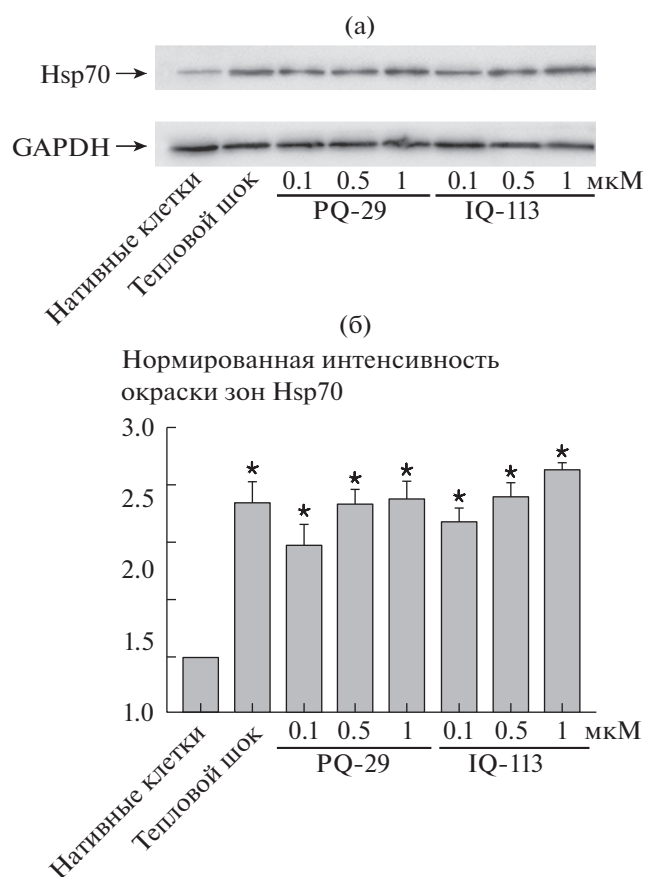 (а)
Hsp70
GAPDH
0.1 0.5 1 0.1 0.5 1 мкМ
PQ-29 IQ-113
Нативные клетки
Тепловой шок
(б)
Нормированная интенсивность
окраски зон Hsp70
3.0
2.5
2.0
1.5
1.0
* * * * * * *
0.1 0.5 1 0.1 0.5 1 мкМ
PQ-29 IQ-113
Нативные клетки
Тепловой шок